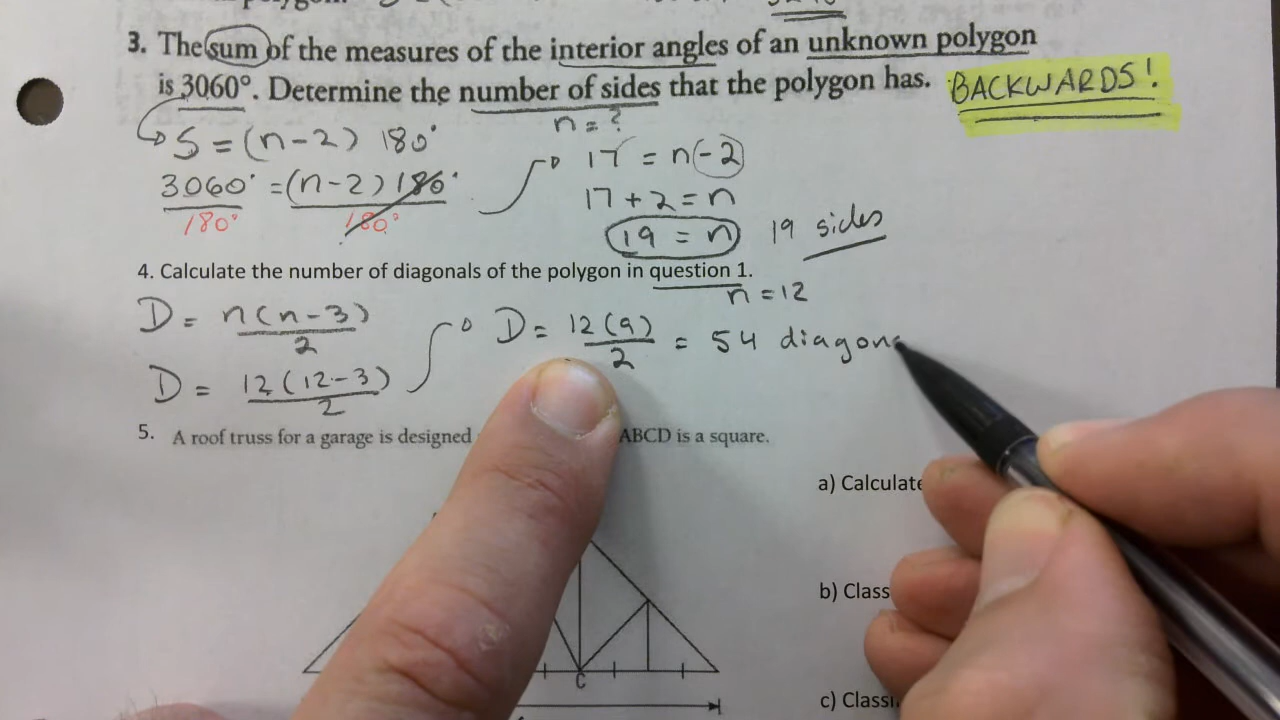 3. The sum of the measures of the interior angles of an unknown polygon
is 3060°. Determine the number of sides that the polygon has. BACKWARDS!
n = ?
S = (n-2) 180°
3060° = (n-2) 180°
180° 180°
17 = n-2
17+2=n
19 = n 19 sides
4. Calculate the number of diagonals of the polygon in question 1.
n = 12
D = n(n-3)
2
D = 12(12-3)
2
D = 12(9) = 54 diagon
2
5. A roof truss for a garage is designed ABCD is a square.
a) Calculate
b) Class
c) Classi
C